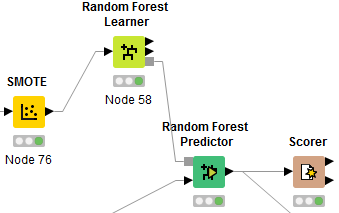 Random Forest
Learner
SMOTE
Node 58
Node 76
Random Forest
Predictor
Scorer